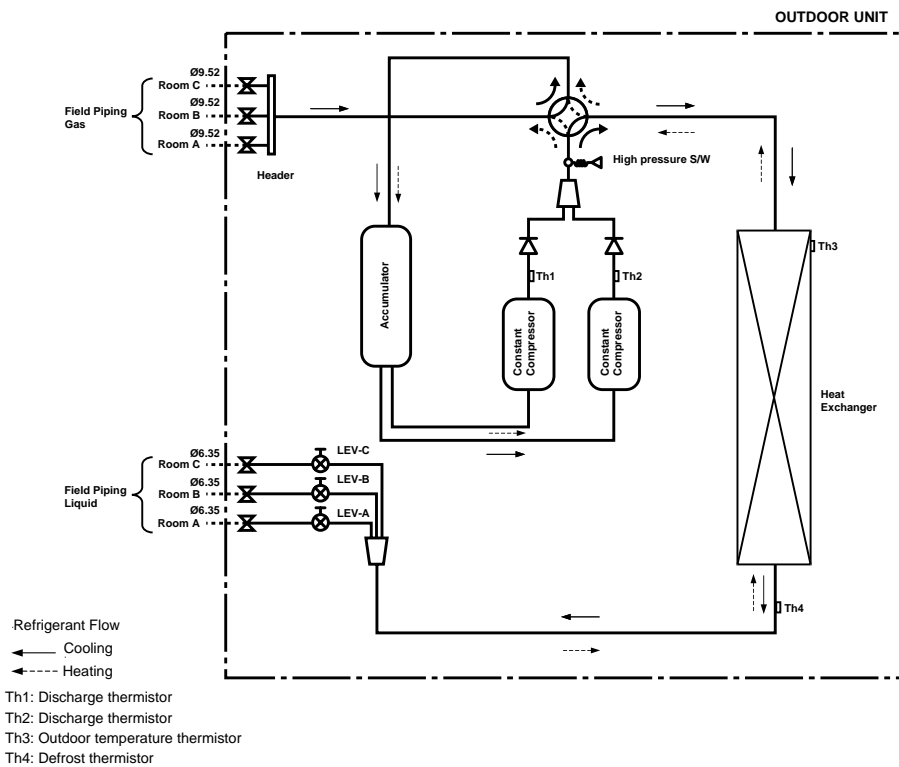 OUTDOOR UNIT
Ø9.52
Room C
Ø9.52
Field Piping
Gas
Room B
Ø9.52
Room A
Header
High pressure S/W
Th3
Th1
Th2
Accumulator
Constant
Compressor
Constant
Compressor
Heat
Exchanger
Ø6.35
Room C
LEV-C
Ø6.35
Field Piping
Liquid
Room B
LEV-B
Ø6.35
Room A
LEV-A
Th4
Refrigerant Flow
Cooling
Heating
Th1: Discharge thermistor
Th2: Discharge thermistor
Th3: Outdoor temperature thermistor
Th4: Defrost thermistor